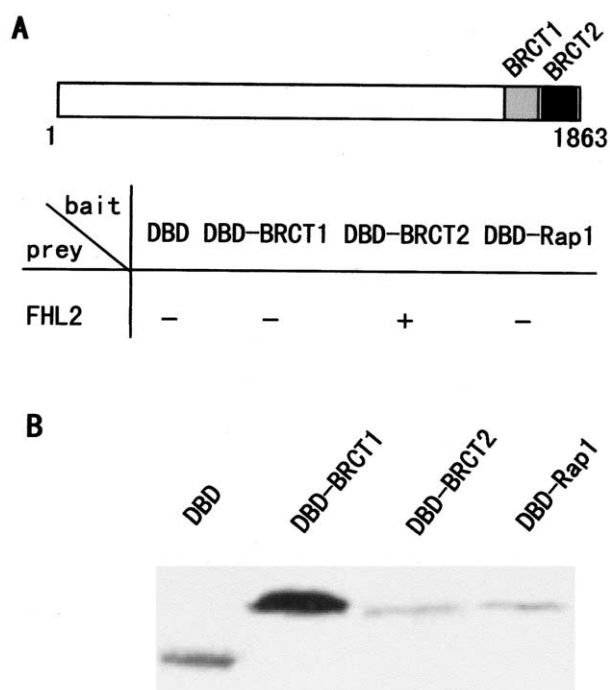 A
BRCT1 BRCT2
1 1863
bait
prey
DBD DBD-BRCT1 DBD-BRCT2 DBD-Rap1
FHL2 - - + -
B
DBD DBD-BRCT1 DBD-BRCT2 DBD-Rap1